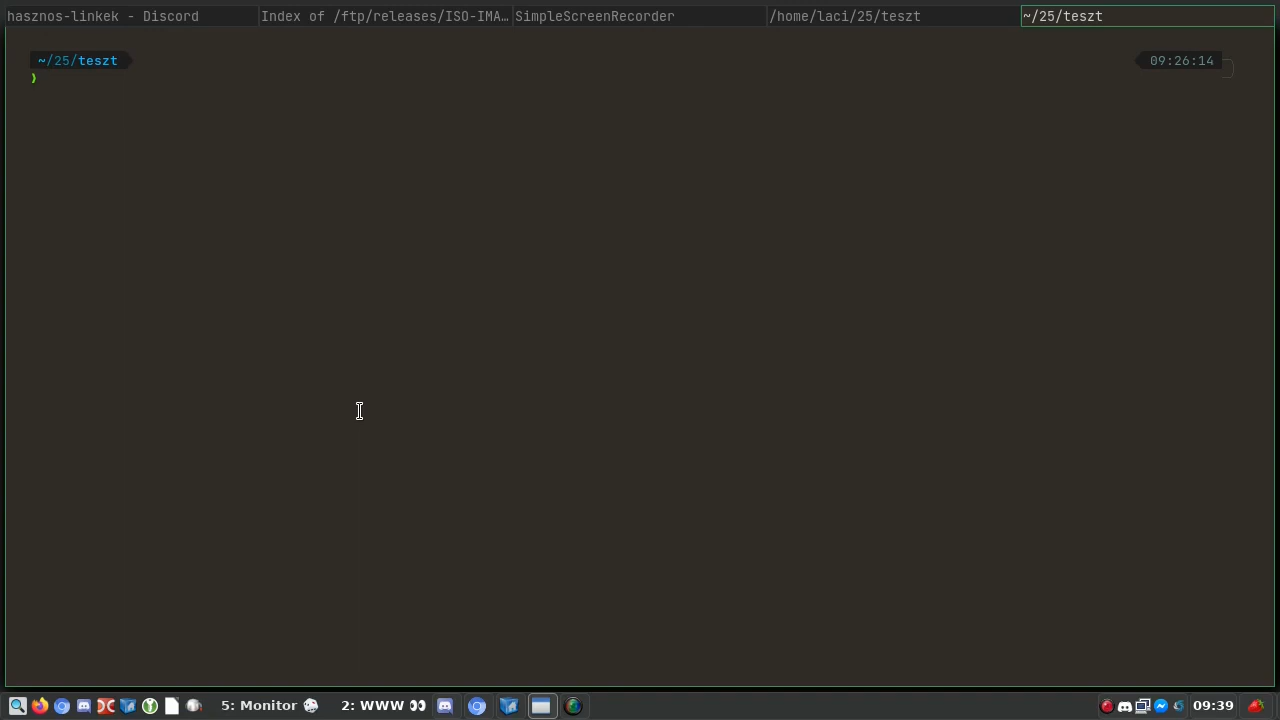 hasznos-linkek - Discord
Index of /ftp/releases/ISO-IMA…
SimpleScreenRecorder
/home/laci/25/teszt
~/25/teszt
~/25/teszt
09:26:14
❯
5: Monitor
2: WWW
09:39